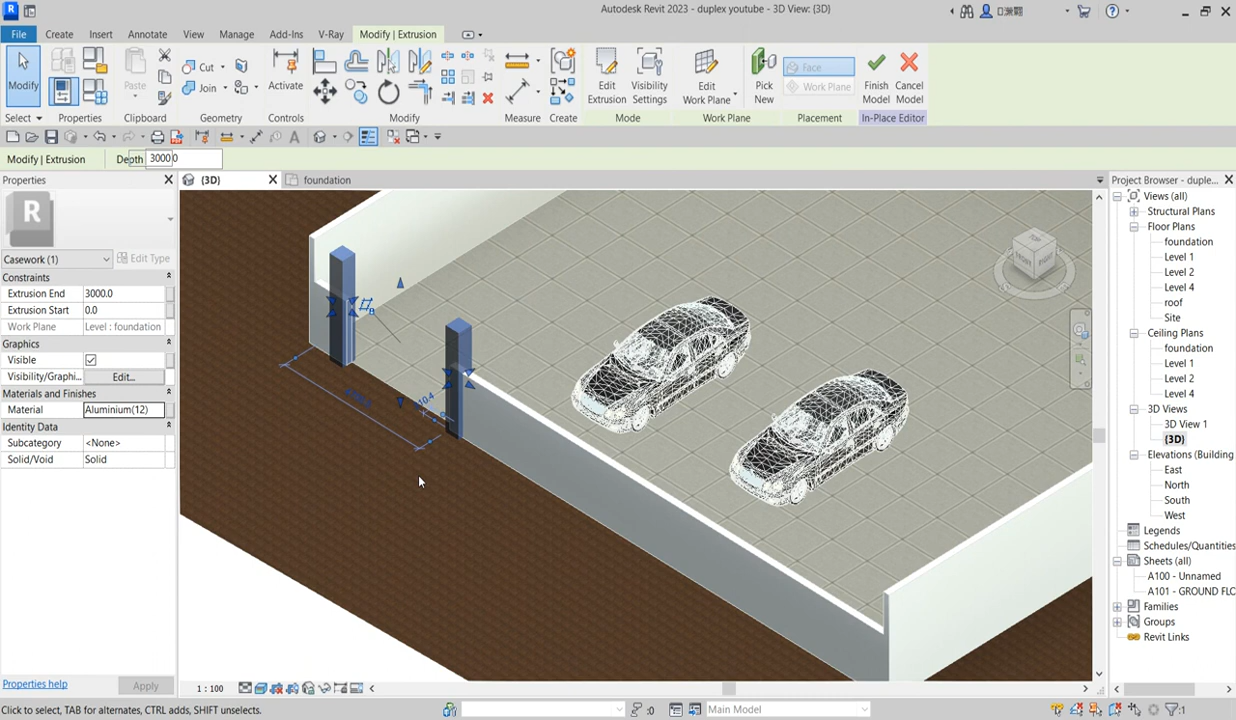 Autodesk Revit 2023 - duplex youtube - 3D View: {3D}
File Create Insert Annotate View Manage Add-Ins V-Ray Modify | Extrusion
Modify Paste Cut Join Activate Edit Extrusion Visibility Settings Edit Work Plane Pick New Face Work Plane Finish Model Cancel Model
Select Properties Clipboard Geometry Controls Modify Measure Create Mode Work Plane Placement In-Place Editor
Modify | Extrusion Depth 3000.0
Properties
{3D} foundation
Project Browser - duple...
R
Casework (1) Edit Type
Constraints
Extrusion End 3000.0
Extrusion Start 0.0
Work Plane Level : foundation
Graphics
Visible
Visibility/Graphi... Edit...
Materials and Finishes
Material Aluminium(12)
Identity Data
Subcategory <None>
Solid/Void Solid
Properties help Apply
TOP
FRONT
RIGHT
Views (all)
Structural Plans
Floor Plans
foundation
Level 1
Level 2
Level 4
roof
Site
Ceiling Plans
foundation
Level 1
Level 2
Level 4
3D Views
3D View 1
{3D}
Elevations (Building
East
North
South
West
Legends
Schedules/Quantities
Sheets (all)
A100 - Unnamed
A101 - GROUND FLC
Families
Groups
Revit Links
1 : 100
Click to select, TAB for alternates, CTRL adds, SHIFT unselects.
:0
Main Model
:1